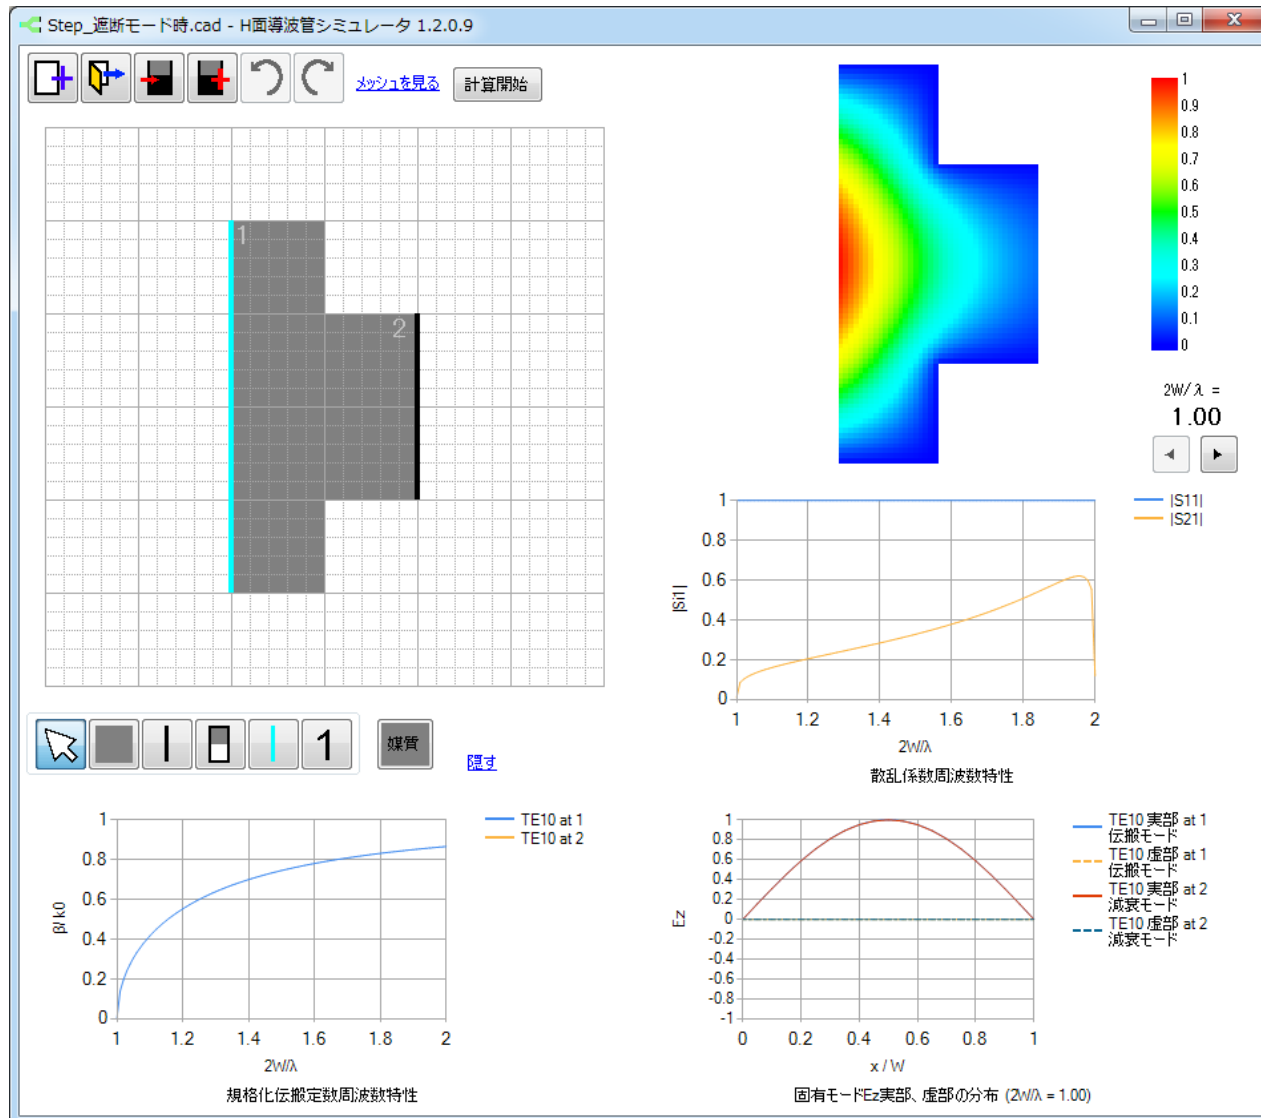 Step_遮断モード時.cad - H面導波管シミュレータ 1.2.0.9
メッシュを見る
計算開始
1
2
1
0.9
0.8
0.7
0.6
0.5
0.4
0.3
0.2
0.1
0
2W/λ =
1.00
|S11|
|S21|
1
0.8
0.6
0.4
0.2
0
|Si1|
1 1.2 1.4 1.6 1.8 2
2W/λ
散乱係数周波数特性
1
媒質
隠す
TE10 at 1
TE10 at 2
1
0.8
0.6
0.4
0.2
0
β/ k0
1 1.2 1.4 1.6 1.8 2
2W/λ
規格化伝搬定数周波数特性
TE10 実部 at 1
伝搬モード
TE10 虚部 at 1
伝搬モード
TE10 実部 at 2
減衰モード
TE10 虚部 at 2
減衰モード
1
0.8
0.6
0.4
0.2
0
-0.2
-0.4
-0.6
-0.8
-1
Ez
0 0.2 0.4 0.6 0.8 1
x / W
固有モードEz実部、虚部の分布 (2W/λ = 1.00)